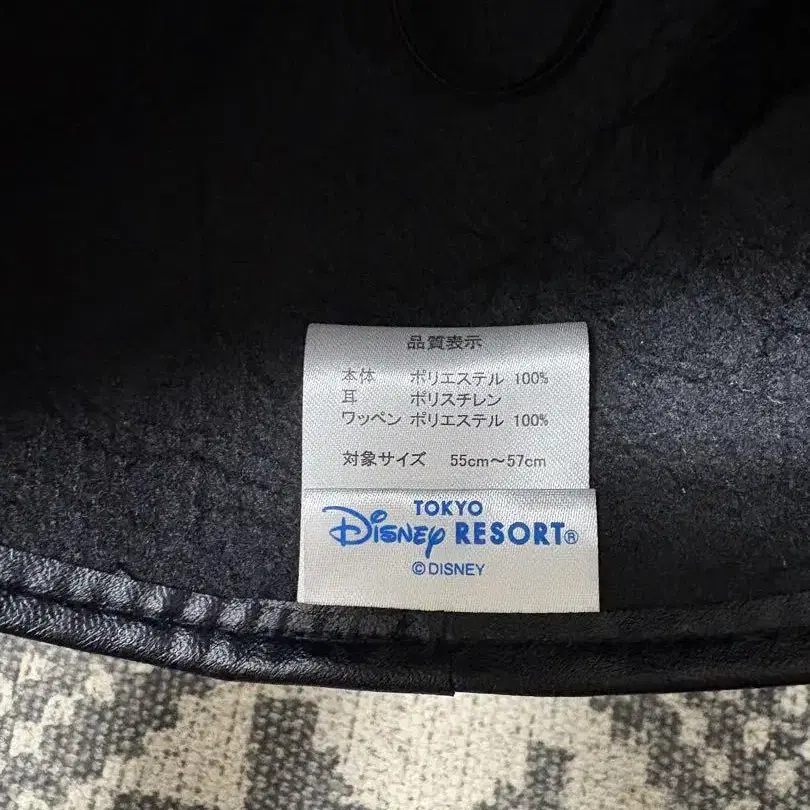 品質表示
本体 ポリエステル 100%
耳 ポリスチレン
ワッペン ポリエステル 100%
対象サイズ 55cm〜57cm
TOKYO
Disney RESORT®
©DISNEY